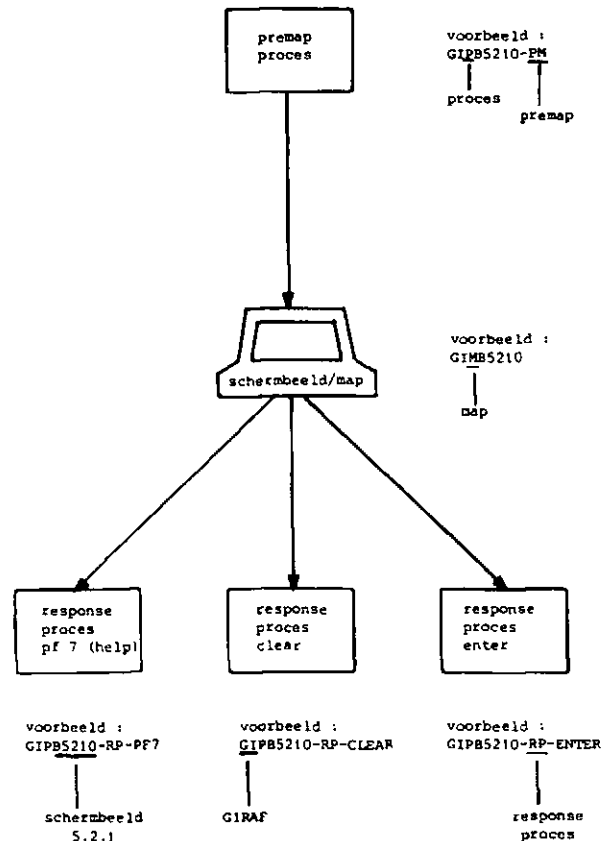 premap
proces
voorbeeld :
GIPB5210-PM
proces
premap
schermbeeld/map
voorbeeld :
GIMB5210
map
response
proces
pf 7 (help)
response
proces
clear
response
proces
enter
voorbeeld :
GIPB5210-RP-PF7
schermbeeld
5.2.1
GIPB5210-RP-CLEAR
voorbeeld :
GIRAF
voorbeeld :
GIPB5210-RP-ENTER
response
proces